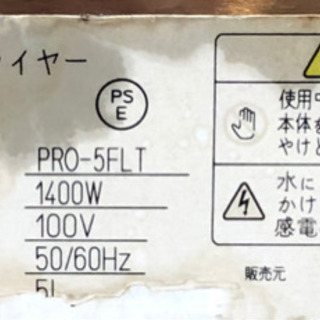 イヤー
PS
E
PRO-5FLT
1400W
100V
50/60Hz
5L
使用中
本体を
やけど
水に
かけ
感電
販売元